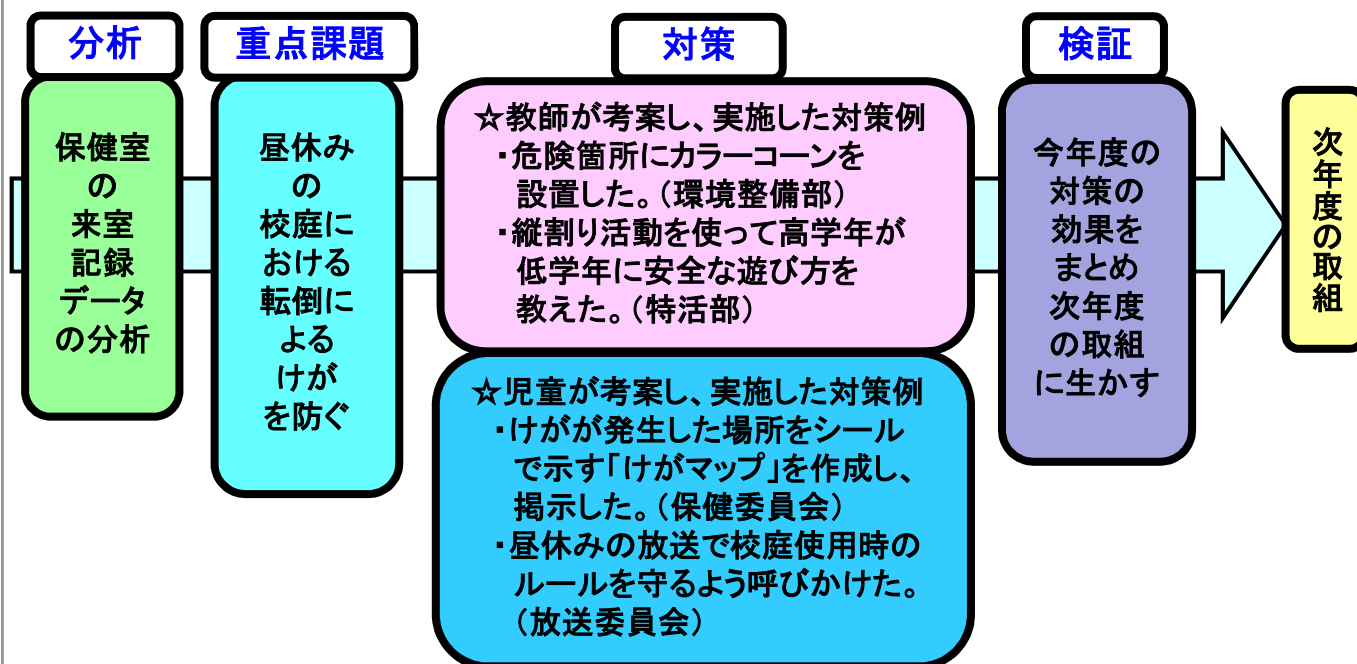 分析
保健室
の
来室
記録
データ
の分析
重点課題
昼休み
の
校庭に
おける
転倒に
よる
けが
を防ぐ
対策
☆教師が考案し、実施した対策例
・危険箇所にカラーコーンを
設置した。(環境整備部)
・縦割り活動を使って高学年が
低学年に安全な遊び方を
教えた。(特活部)
☆児童が考案し、実施した対策例
・けがが発生した場所をシール
で示す「けがマップ」を作成し、
掲示した。(保健委員会)
・昼休みの放送で校庭使用時の
ルールを守るよう呼びかけた。
(放送委員会)
検証
今年度の
対策の
効果を
まとめ
次年度
の取組
に生かす
次年度の取組